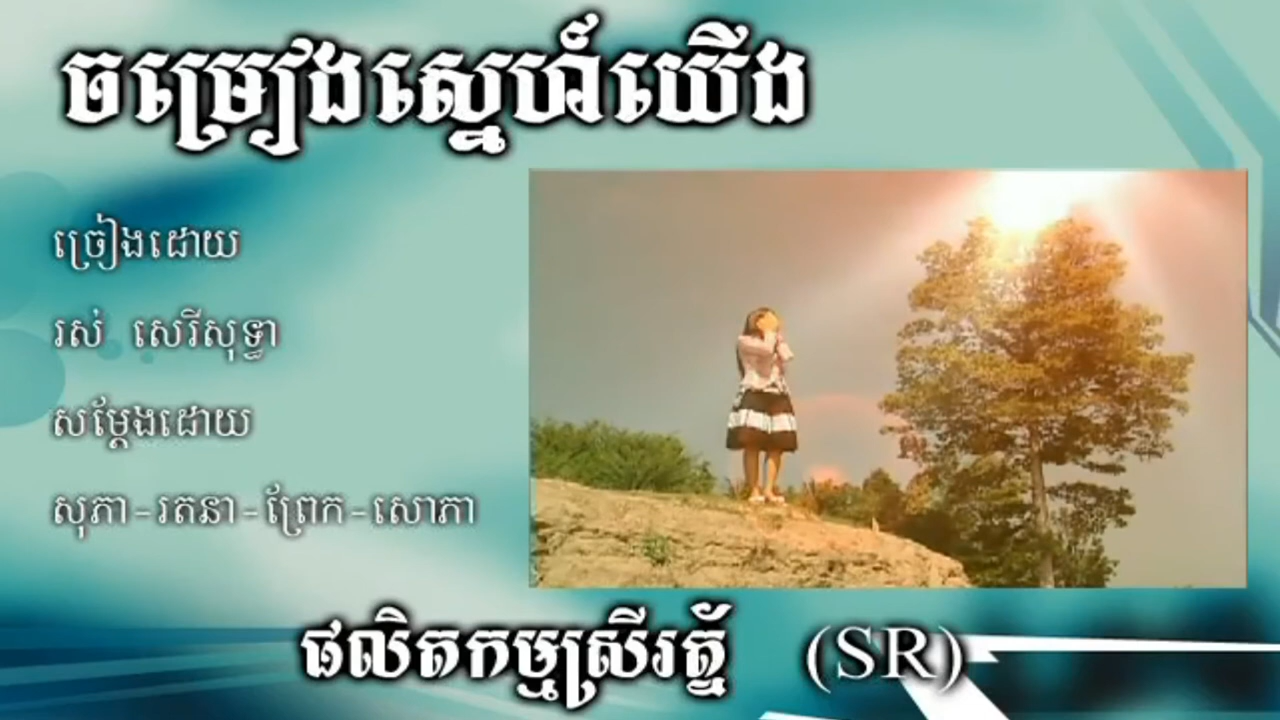 ចម្រៀងស្នេហ៍យើង
ច្រៀងដោយ
រស់ សេរីសុទ្ធា
សម្ដែងដោយ
សុភា-រតនា-ព្រែក-សោភា
ផលិតកម្មស្រីរត្ន័ (SR)